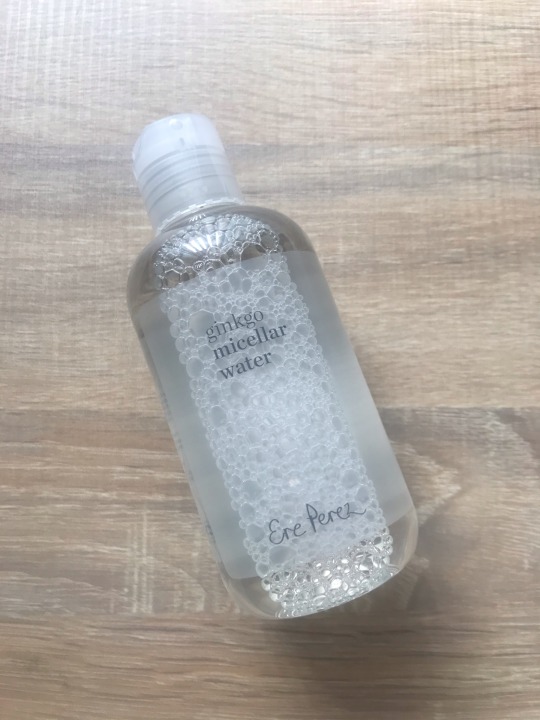 ginkgo
micellar
water
Ere Perez